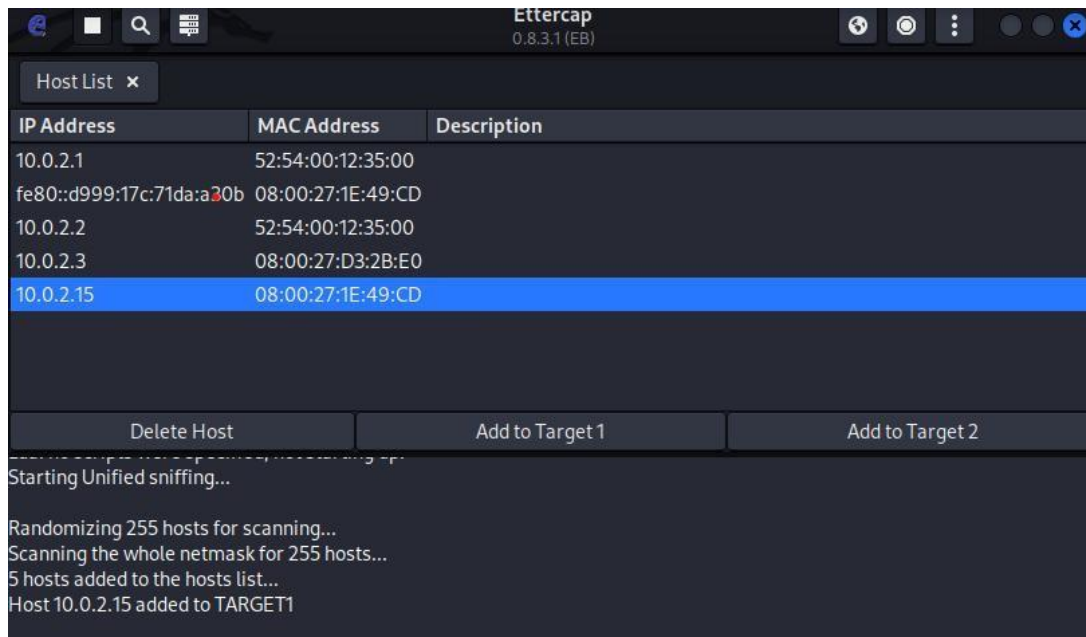 Ettercap
0.8.3.1 (EB)
Host List ×
IP Address MAC Address Description
10.0.2.1 52:54:00:12:35:00
fe80::d999:17c:71da:a30b 08:00:27:1E:49:CD
10.0.2.2 52:54:00:12:35:00
10.0.2.3 08:00:27:D3:2B:E0
10.0.2.15 08:00:27:1E:49:CD
Delete Host Add to Target 1 Add to Target 2
Starting Unified sniffing...
Randomizing 255 hosts for scanning...
Scanning the whole netmask for 255 hosts...
5 hosts added to the hosts list...
Host 10.0.2.15 added to TARGET1